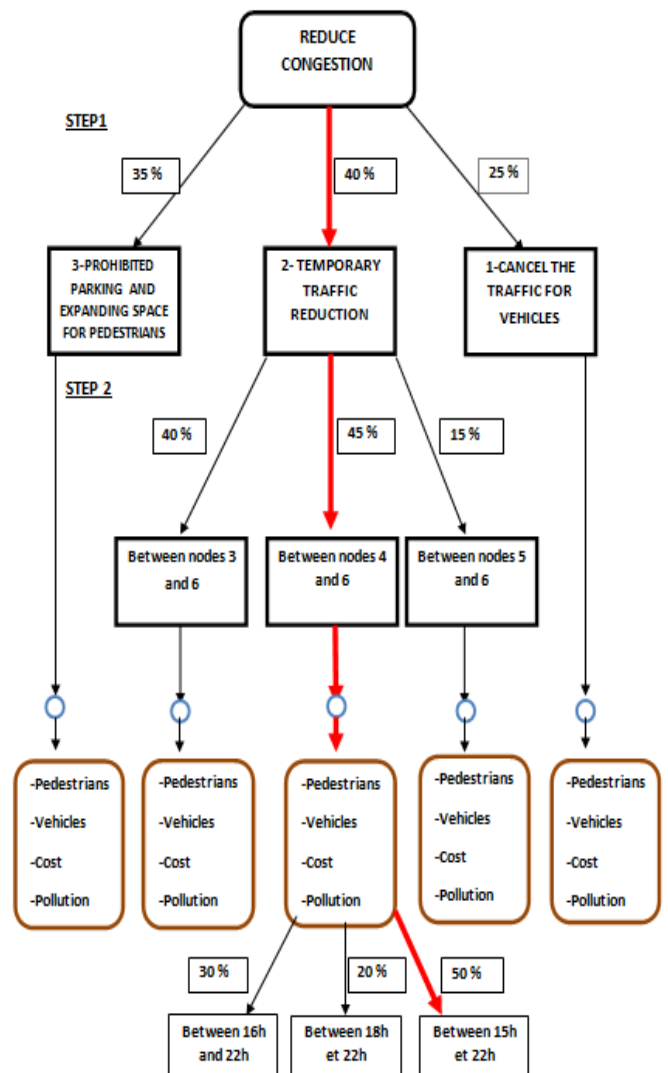 REDUCE
CONGESTION
STEP1
35 %
40 %
25 %
3-PROHIBITED
PARKING AND
EXPANDING SPACE
FOR PEDESTRIANS
2- TEMPORARY
TRAFFIC
REDUCTION
1-CANCEL THE
TRAFFIC FOR
VEHICLES
STEP 2
40 %
45 %
15 %
Between nodes 3
and 6
Between nodes 4
and 6
Between nodes 5
and 6
-Pedestrians
-Vehicles
-Cost
-Pollution
-Pedestrians
-Vehicles
-Cost
-Pollution
-Pedestrians
-Vehicles
-Cost
-Pollution
-Pedestrians
-Vehicles
-Cost
-Pollution
-Pedestrians
-Vehicles
-Cost
-Pollution
30 %
20 %
50 %
Between 16h
and 22h
Between 18h
et 22h
Between 15h
et 22h